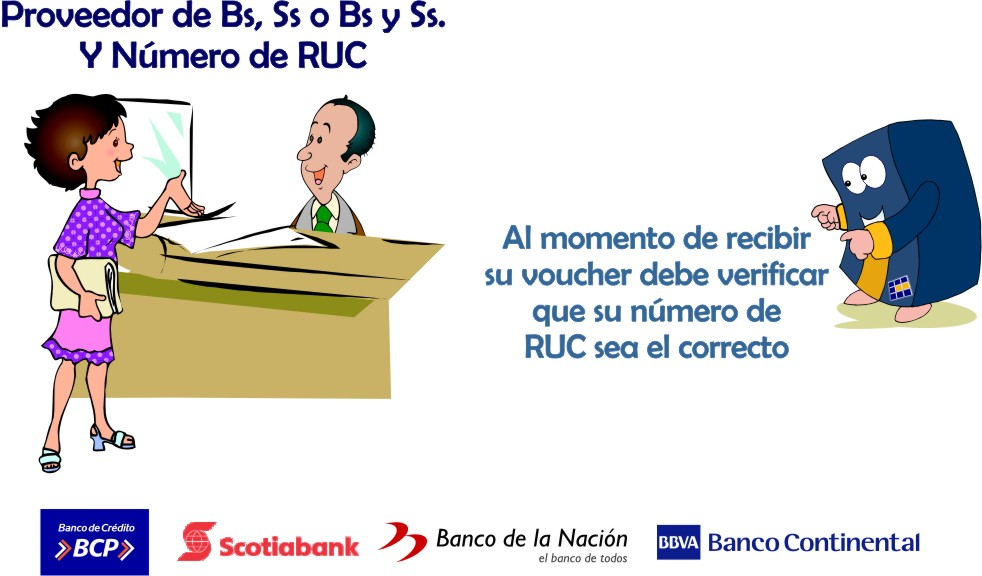 Proveedor de Bs, Ss o Bs y Ss.
Y Número de RUC
Al momento de recibir
su voucher debe verificar
que su número de
RUC sea el correcto
Banco de Crédito
BCP
Scotiabank
Banco de la Nación
el banco de todos
BBVA Banco Continental